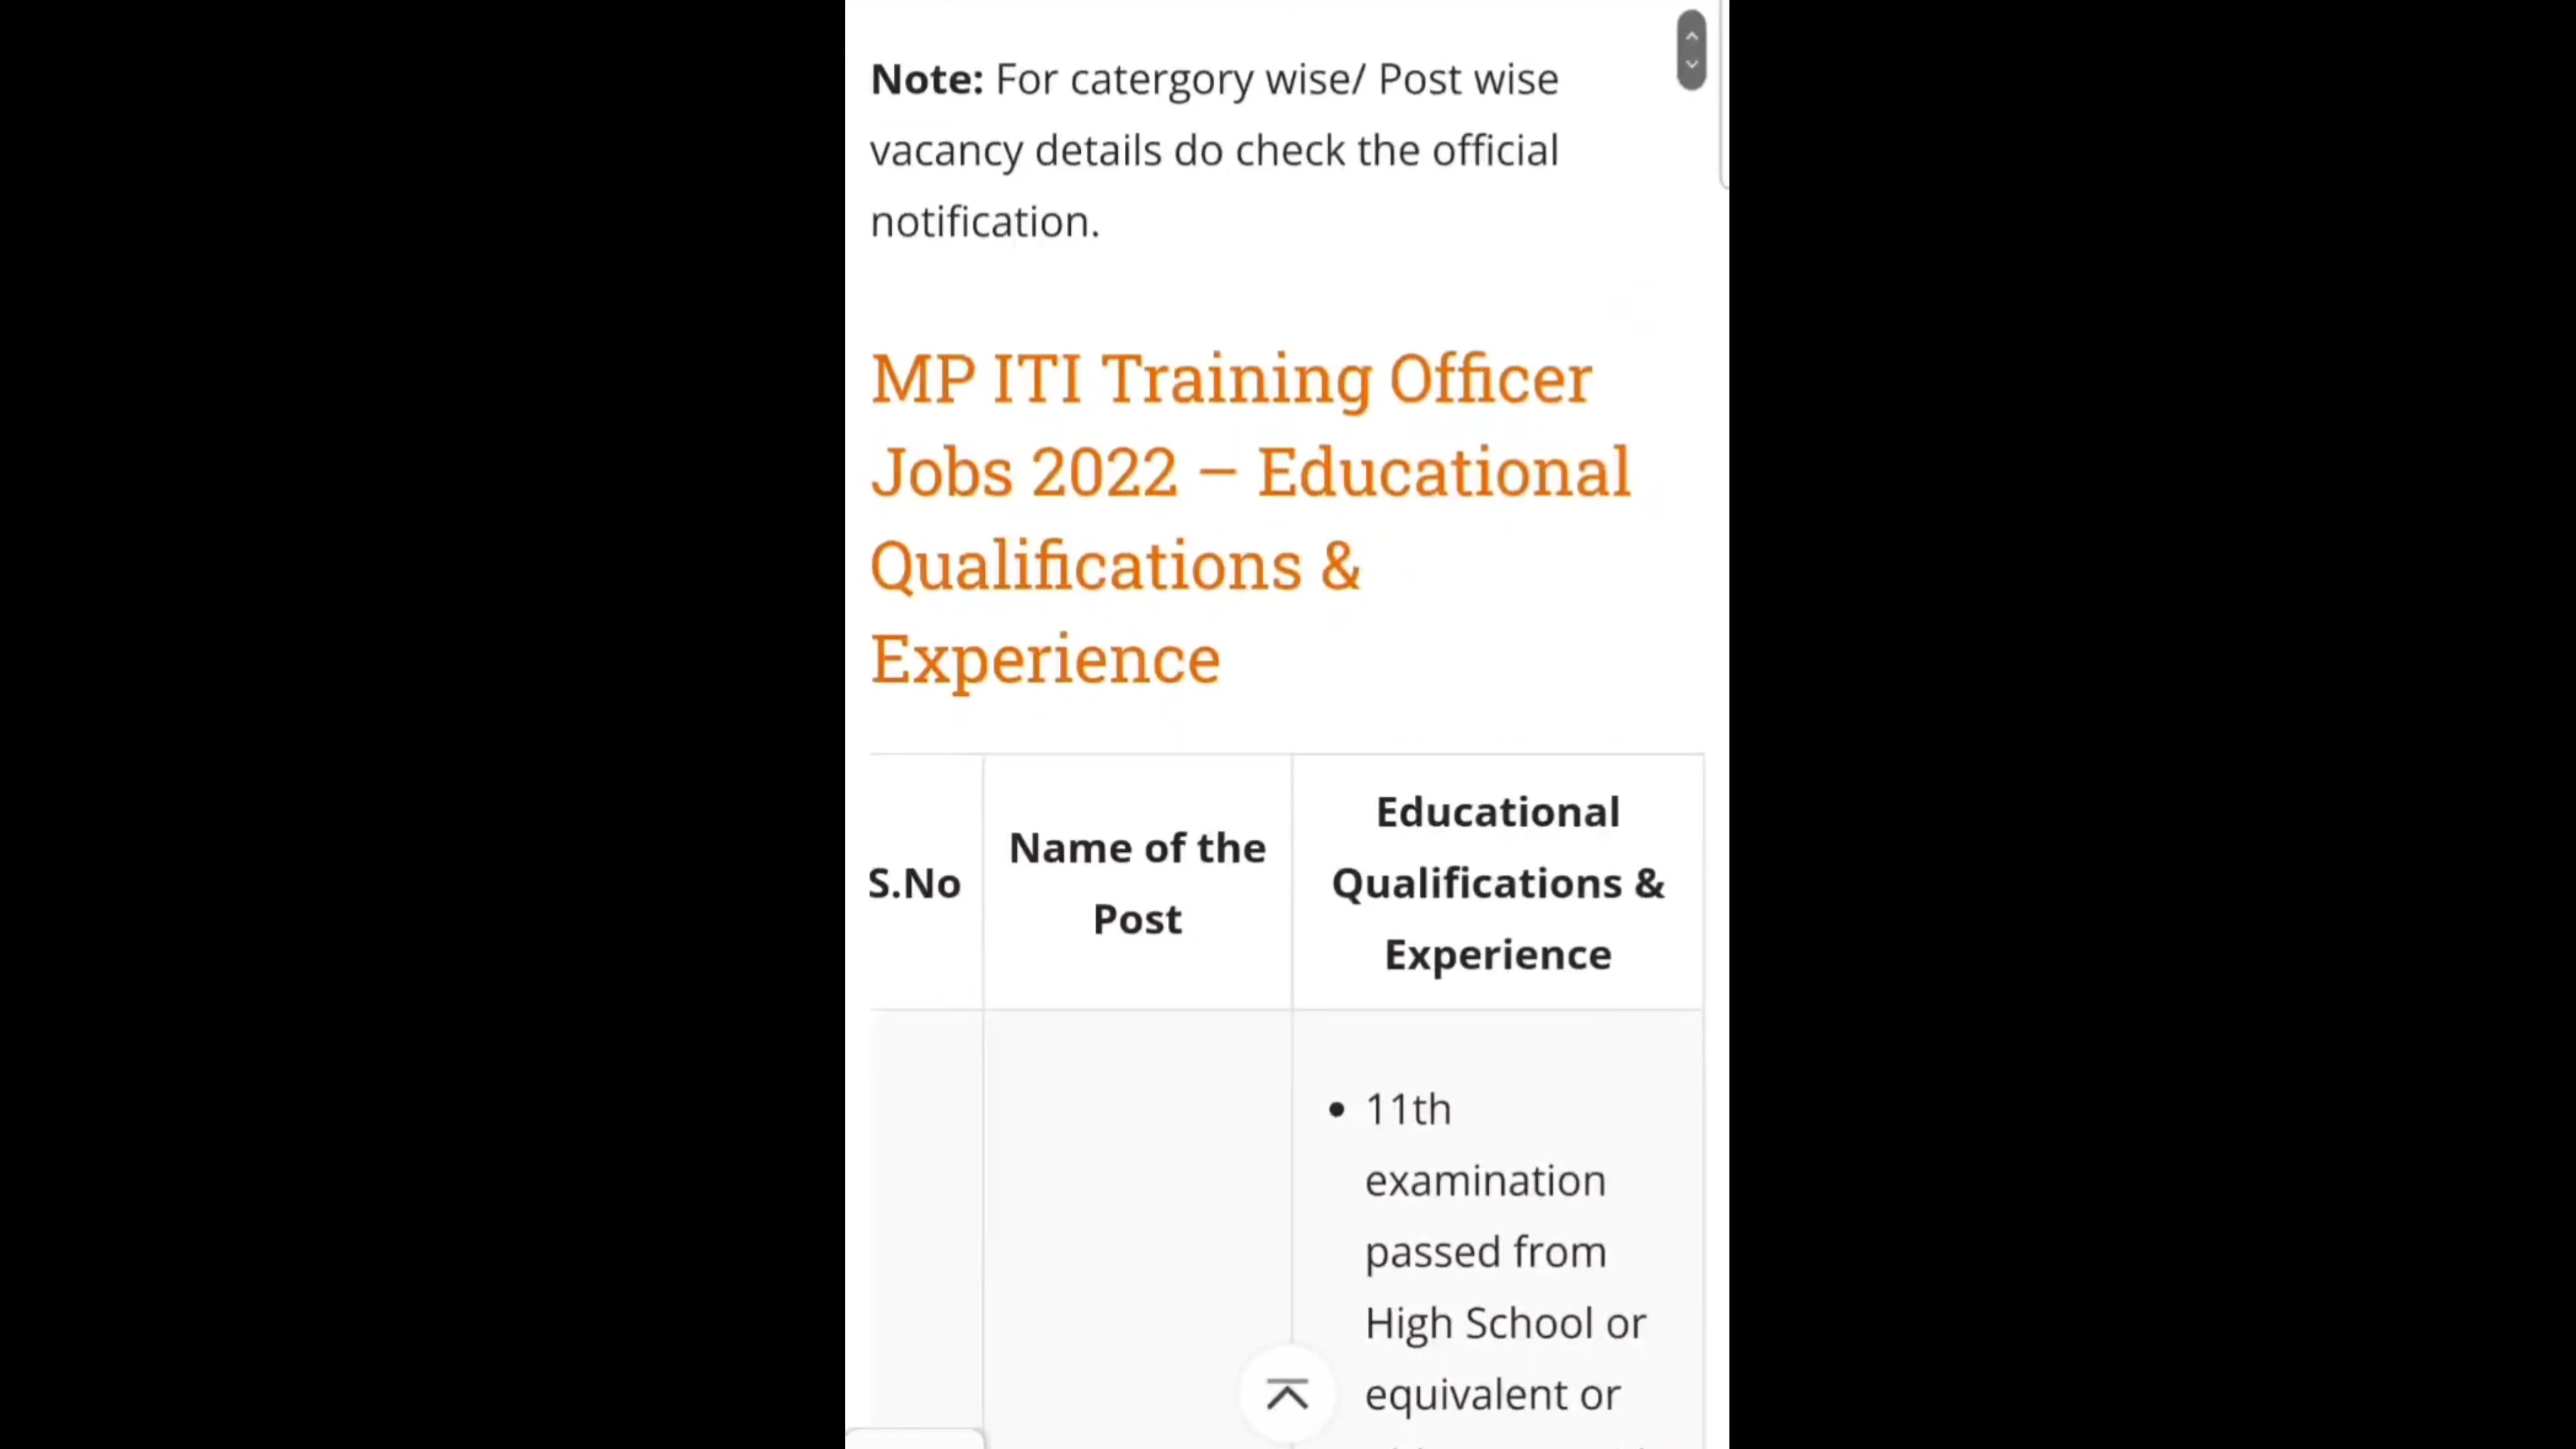 Note: For catergory wise/ Post wise
vacancy details do check the official
notification.
MP ITI Training Officer
Jobs 2022 – Educational
Qualifications &
Experience
S.No
Name of the
Post
Educational
Qualifications &
Experience
• 11th
examination
passed from
High School or
equivalent or